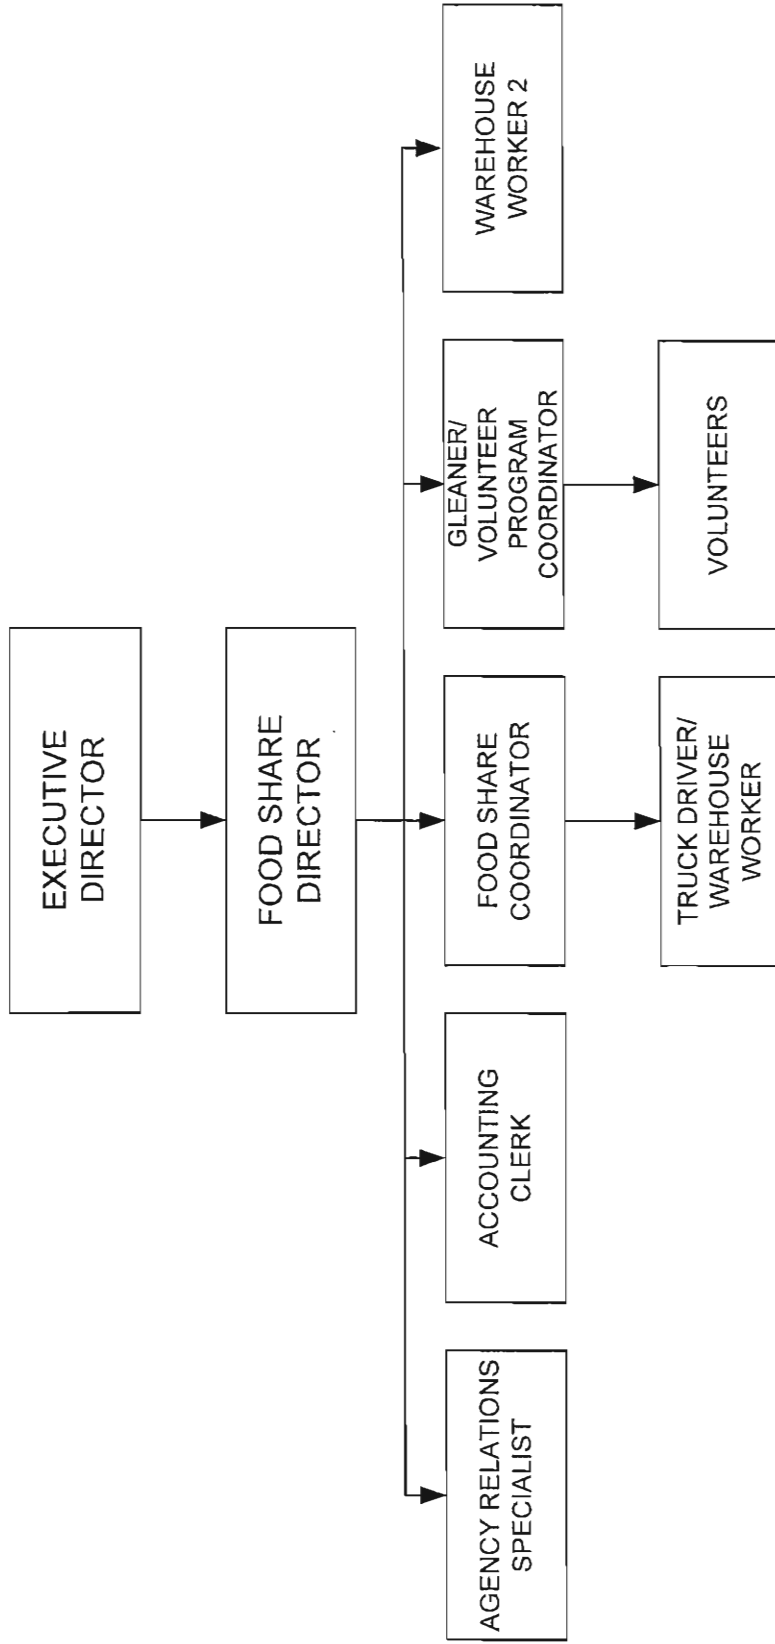 EXECUTIVE
DIRECTOR
FOOD SHARE
DIRECTOR
AGENCY RELATIONS
SPECIALIST
ACCOUNTING
CLERK
FOOD SHARE
COORDINATOR
GLEANER/
VOLUNTEER
PROGRAM
COORDINATOR
WAREHOUSE
WORKER 2
TRUCK DRIVER/
WAREHOUSE
WORKER
VOLUNTEERS